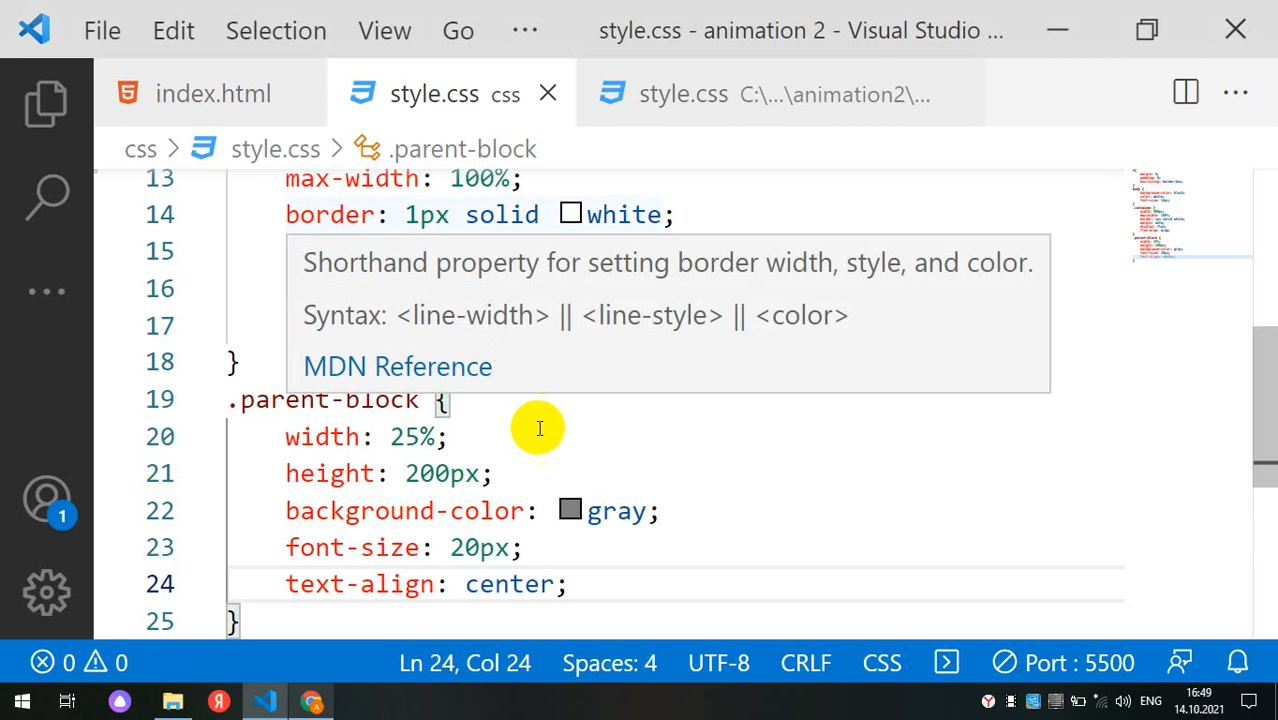 File Edit Selection View Go ··· style.css - animation 2 - Visual Studio ...
index.html style.css css style.css C:\...\animation2\...
css > style.css > .parent-block
13 max-width: 100%;
14 border: 1px solid white;
15
Shorthand property for setting border width, style, and color.
16
Syntax: <line-width> || <line-style> || <color>
17
MDN Reference
18 }
19 .parent-block {
20 width: 25%;
21 height: 200px;
22 background-color: gray;
23 font-size: 20px;
24 text-align: center;
25 }
1
0 0 Ln 24, Col 24 Spaces: 4 UTF-8 CRLF CSS Port : 5500
Я A Y ENG 16:49
14.10.2021